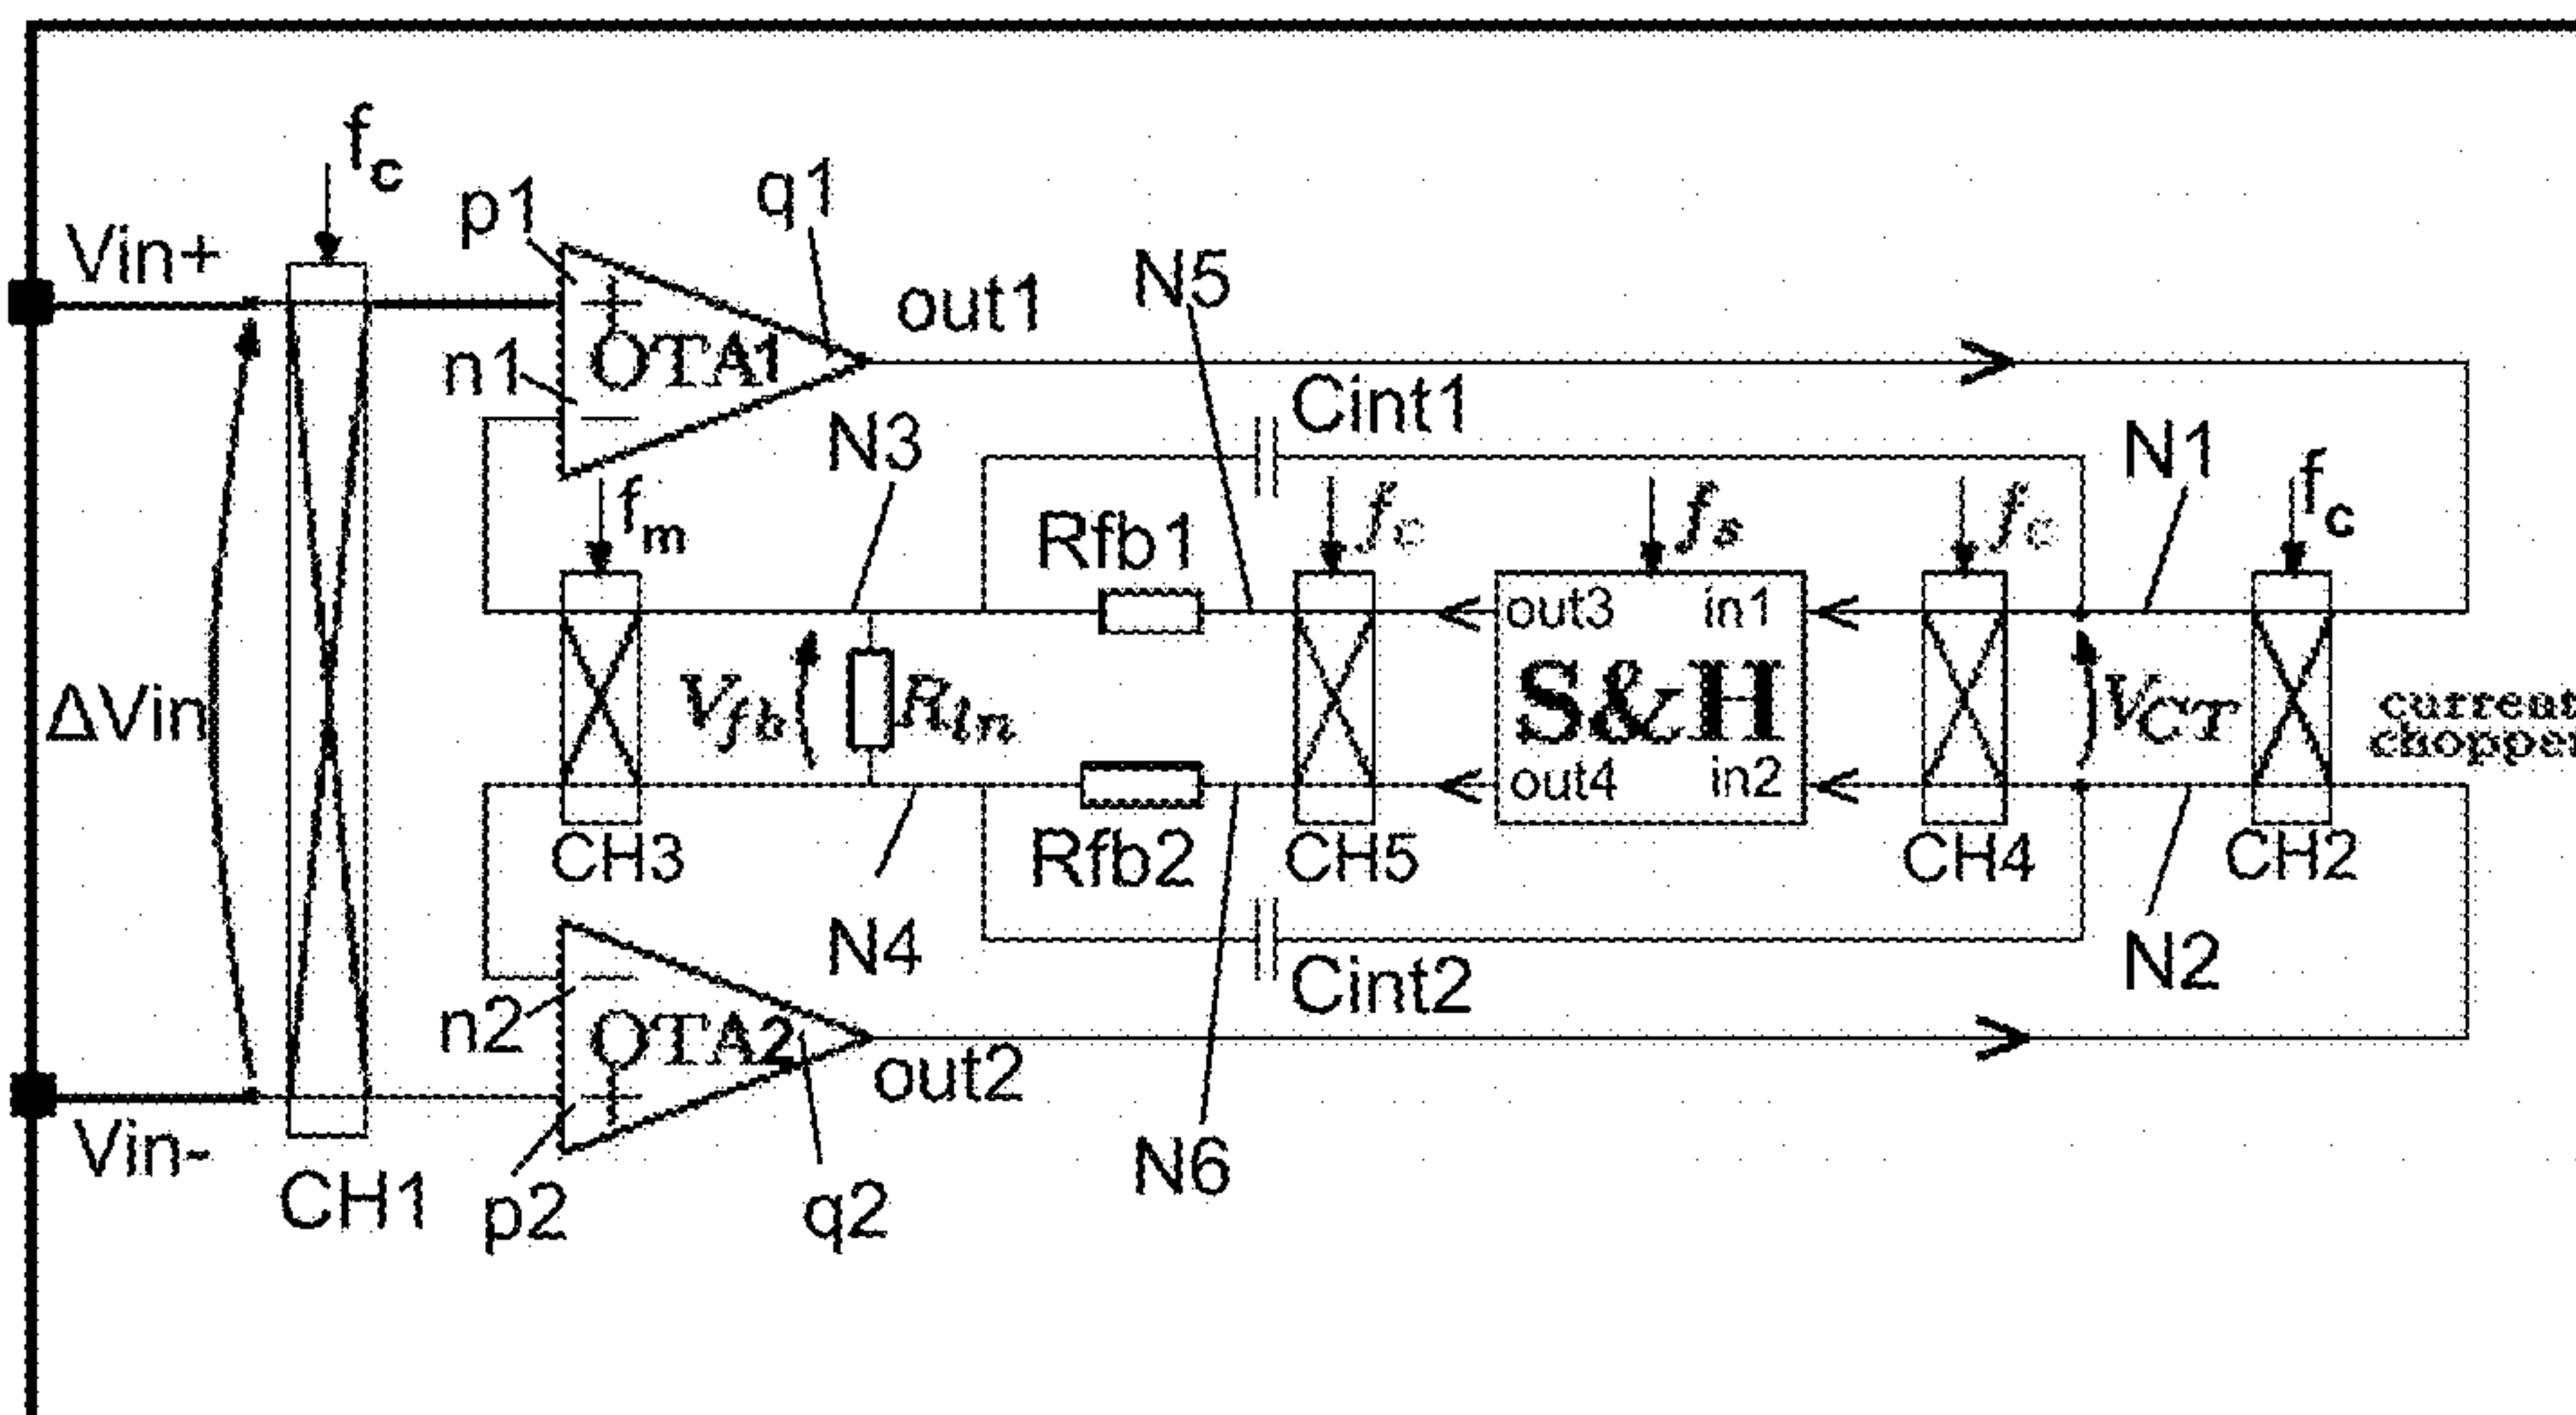 fc
Vin+
p1
q1
out1
N5
n1
OTA1
N3
Cint1
N1
fm
Rfb1
fc
fs
fc
fc
out3
in1
ΔVin
Vfb
Rin
S&H
VCT
current
chopper
out4
in2
CH3
Rfb2
CH5
CH4
CH2
N4
Cint2
N2
n2
OTA2
out2
Vin-
CH1
p2
q2
N6